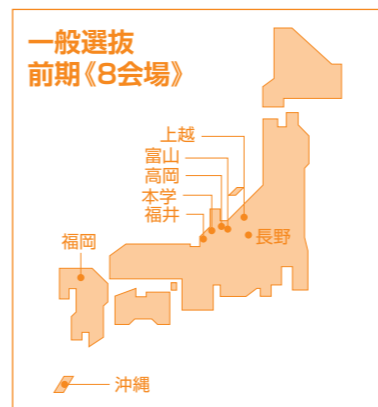 一般選抜
前期《8会場》
上越
富山
高岡
本学
福井
長野
福岡
沖縄